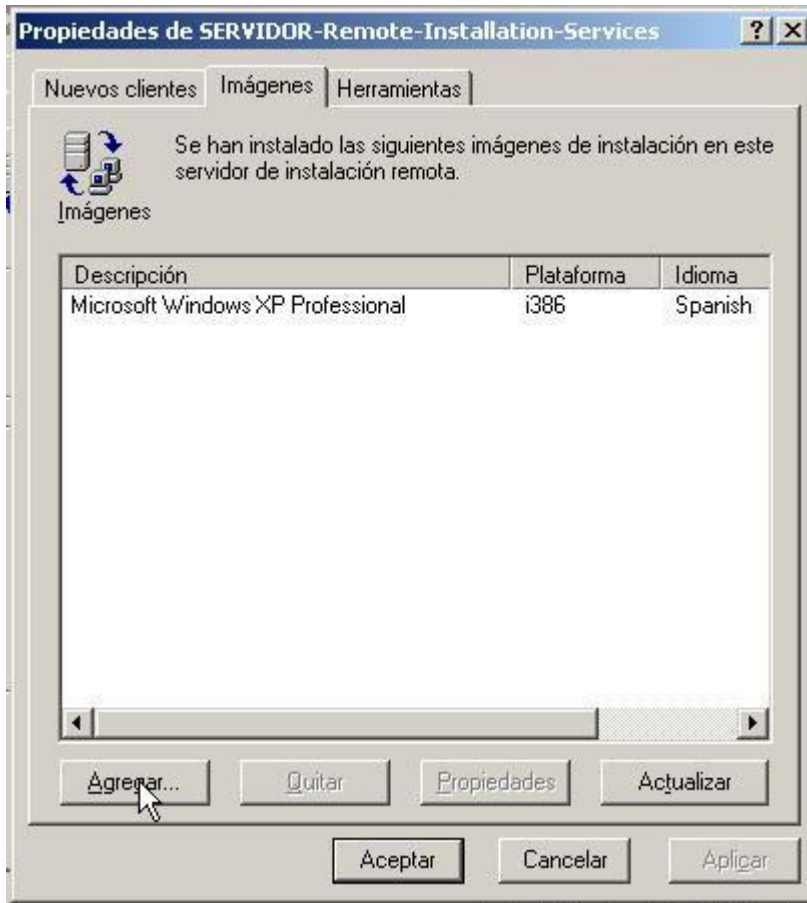 Propiedades de SERVIDOR-Remote-Installation-Services
Nuevos clientes Imágenes Herramientas
Se han instalado las siguientes imágenes de instalación en este
servidor de instalación remota.
Imágenes
Descripción Plataforma Idioma
Microsoft Windows XP Professional i386 Spanish
Agregar... Quitar Propiedades Actualizar
Aceptar Cancelar Aplicar